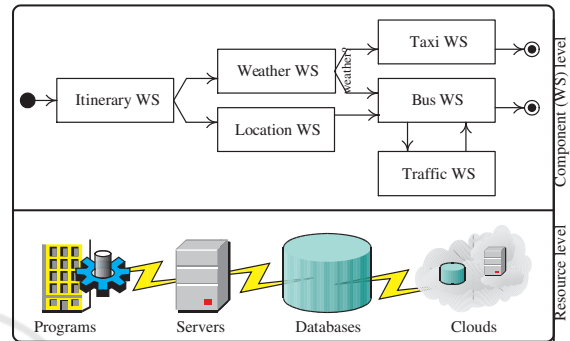 Taxi WS
Weather WS
weather?
Itinerary WS
Bus WS
Location WS
Traffic WS
Component (WS) level
Programs
Servers
Databases
Clouds
Resource level